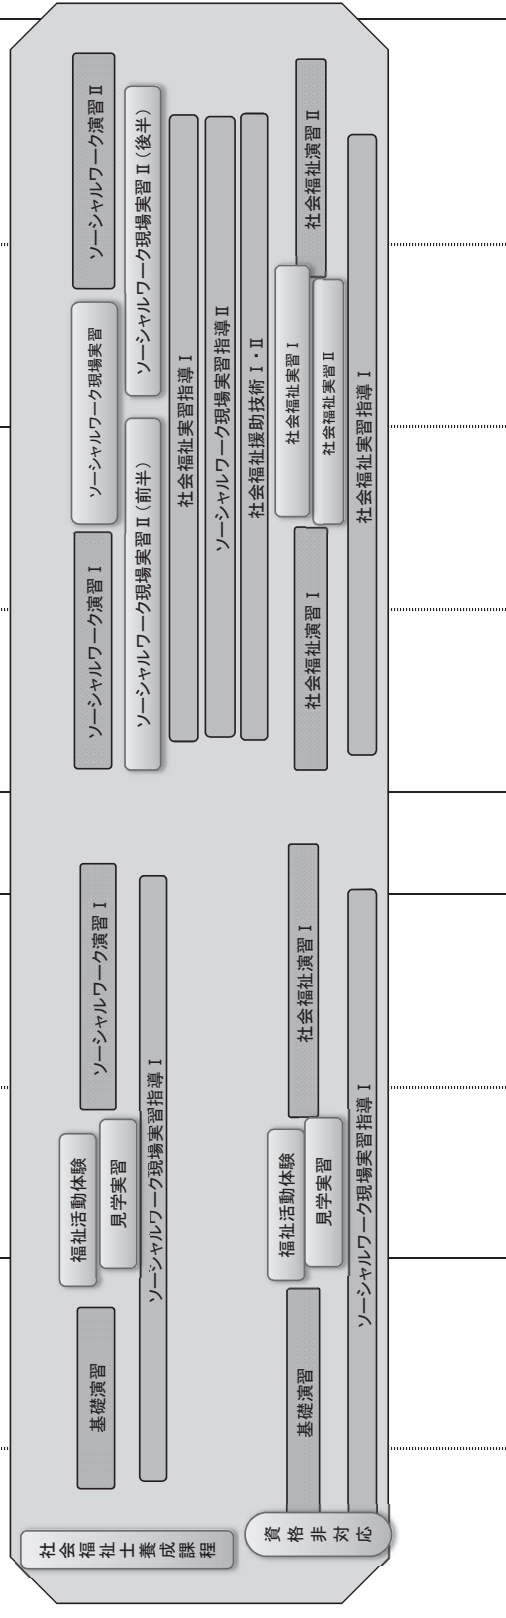 社会福祉士養成課程
基礎演習
福祉活動体験
見学実習
ソーシャルワーク演習Ⅰ
ソーシャルワーク現場実習指導Ⅰ
ソーシャルワーク演習Ⅰ
ソーシャルワーク現場実習
ソーシャルワーク演習Ⅱ
ソーシャルワーク現場実習Ⅱ（前半）
ソーシャルワーク現場実習Ⅱ（後半）
社会福祉実習指導Ⅰ
ソーシャルワーク現場実習指導Ⅱ
社会福祉援助技術Ⅰ・Ⅱ
資格非対応
基礎演習
福祉活動体験
見学実習
社会福祉演習Ⅰ
ソーシャルワーク現場実習指導Ⅰ
社会福祉演習Ⅰ
社会福祉実習Ⅰ
社会福祉実習Ⅱ
社会福祉演習Ⅱ
社会福祉実習指導Ⅰ